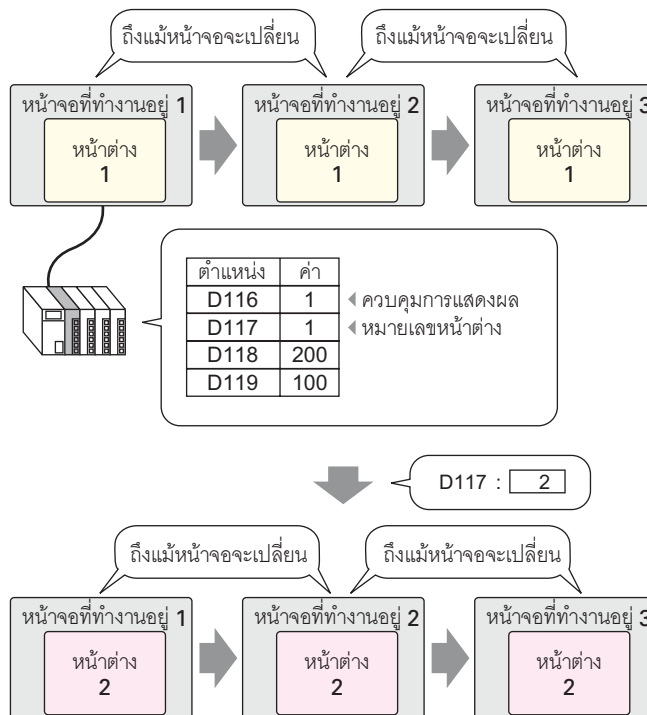 ถึงแม้หน้าจอจะเปลี่ยน ถึงแม้หน้าจอจะเปลี่ยน
หน้าจอที่ทำงานอยู่ 1 หน้าจอที่ทำงานอยู่ 2 หน้าจอที่ทำงานอยู่ 3
หน้าต่าง หน้าต่าง หน้าต่าง
1 1 1
ตำแหน่ง ค่า
D116 1 ควบคุมการแสดงผล
D117 1 หมายเลขหน้าต่าง
D118 200
D119 100
D117 : 2
ถึงแม้หน้าจอจะเปลี่ยน ถึงแม้หน้าจอจะเปลี่ยน
หน้าจอที่ทำงานอยู่ 1 หน้าจอที่ทำงานอยู่ 2 หน้าจอที่ทำงานอยู่ 3
หน้าต่าง หน้าต่าง หน้าต่าง
2 2 2